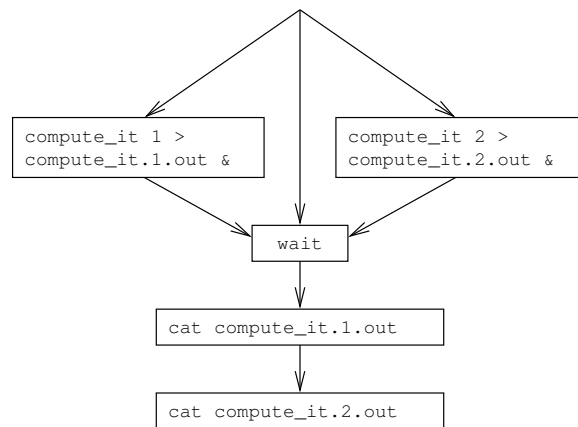 compute_it 1 >
compute_it.1.out &
compute_it 2 >
compute_it.2.out &
wait
cat compute_it.1.out
cat compute_it.2.out